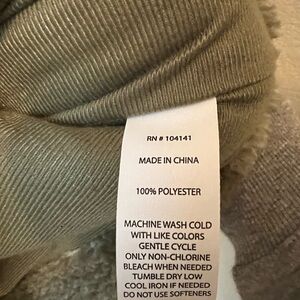 RN # 104141
MADE IN CHINA
100% POLYESTER
MACHINE WASH COLD
WITH LIKE COLORS
GENTLE CYCLE
ONLY NON-CHLORINE
BLEACH WHEN NEEDED
TUMBLE DRY LOW
COOL IRON IF NEEDED
DO NOT USE SOFTENERS